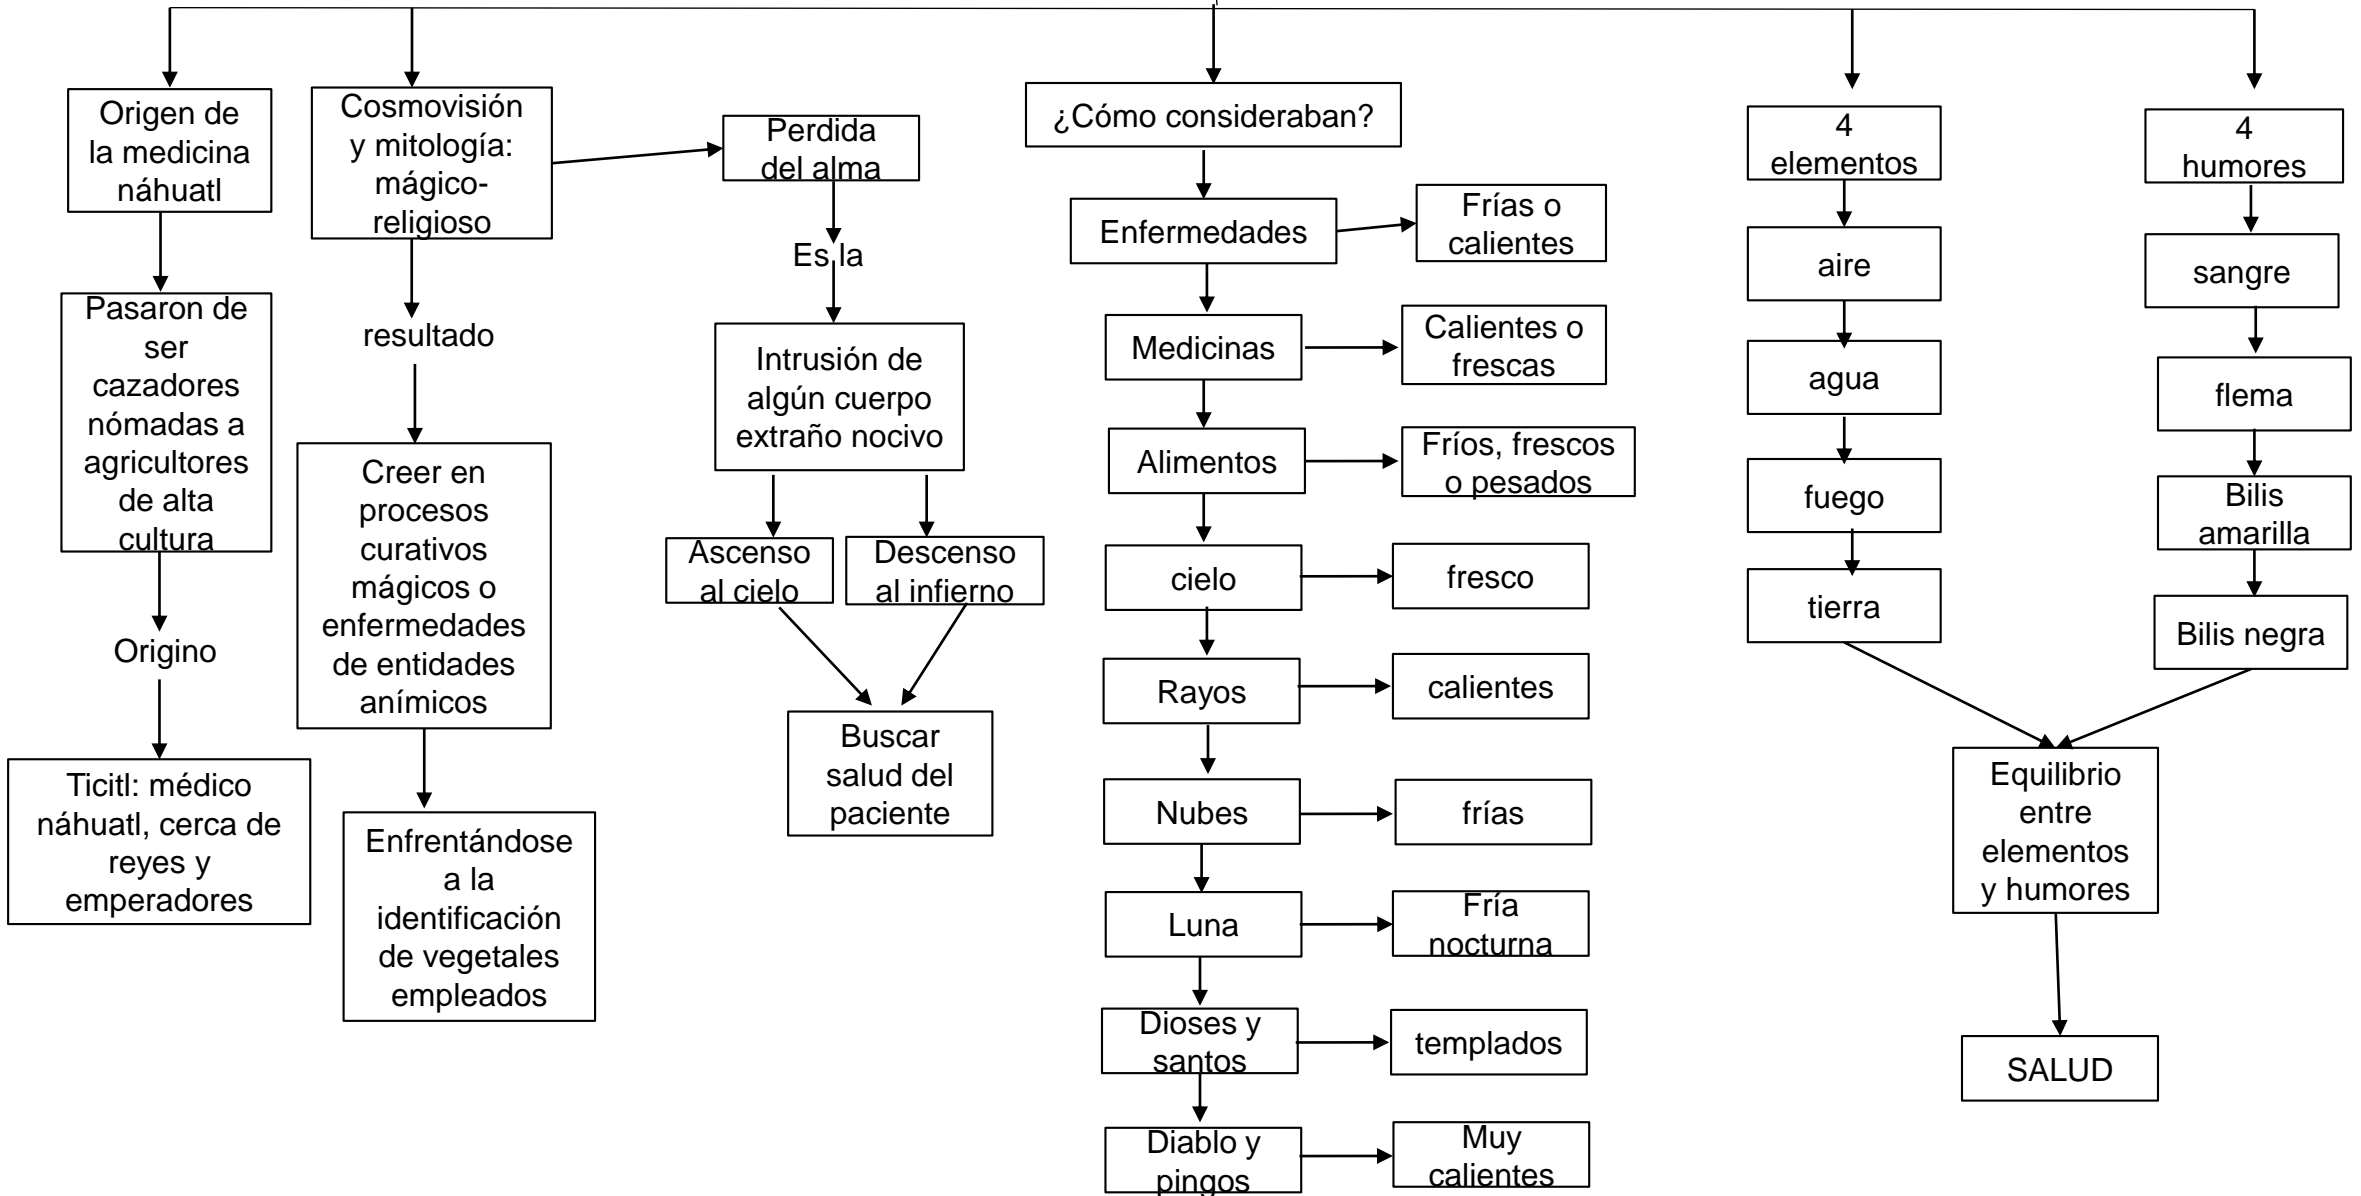 Origen de
la medicina
náhuatl
Pasaron de
ser
cazadores
nómadas a
agricultores
de alta
cultura
Origino
Ticitl: médico
náhuatl, cerca de
reyes y
emperadores
Cosmovisión
y mitología:
mágico-
religioso
resultado
Creer en
procesos
curativos
mágicos o
enfermedades
de entidades
anímicos
Enfrentándose
a la
identificación
de vegetales
empleados
Perdida
del alma
Es la
Intrusión de
algún cuerpo
extraño nocivo
Ascenso
al cielo
Descenso
al infierno
Buscar
salud del
paciente
¿Cómo consideraban?
Enfermedades
Frías o
calientes
Medicinas
Calientes o
frescas
Alimentos
Fríos, frescos
o pesados
cielo
fresco
Rayos
calientes
Nubes
frías
Luna
Fría
nocturna
Dioses y
santos
templados
Diablo y
pingos
Muy
calientes
4
elementos
aire
agua
fuego
tierra
4
humores
sangre
flema
Bilis
amarilla
Bilis negra
Equilibrio
entre
elementos
y humores
SALUD